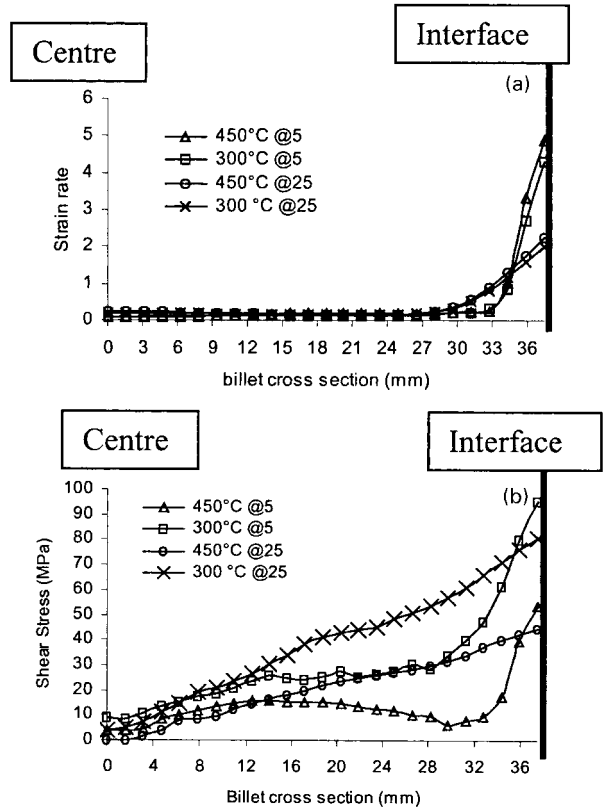 Centre
Interface
(a)
6
5
4
3
2
1
0
Strain rate
450°C @5
300°C @5
450°C @25
300 °C @25
0 3 6 9 12 15 18 21 24 27 30 33 36
billet cross section (mm)
Centre
Interface
(b)
100
90
80
70
60
50
40
30
20
10
0
Shear Stress (MPa)
450°C @5
300°C @5
450°C @25
300 °C @25
0 4 8 12 16 20 24 28 32 36
Billet cross section (mm)